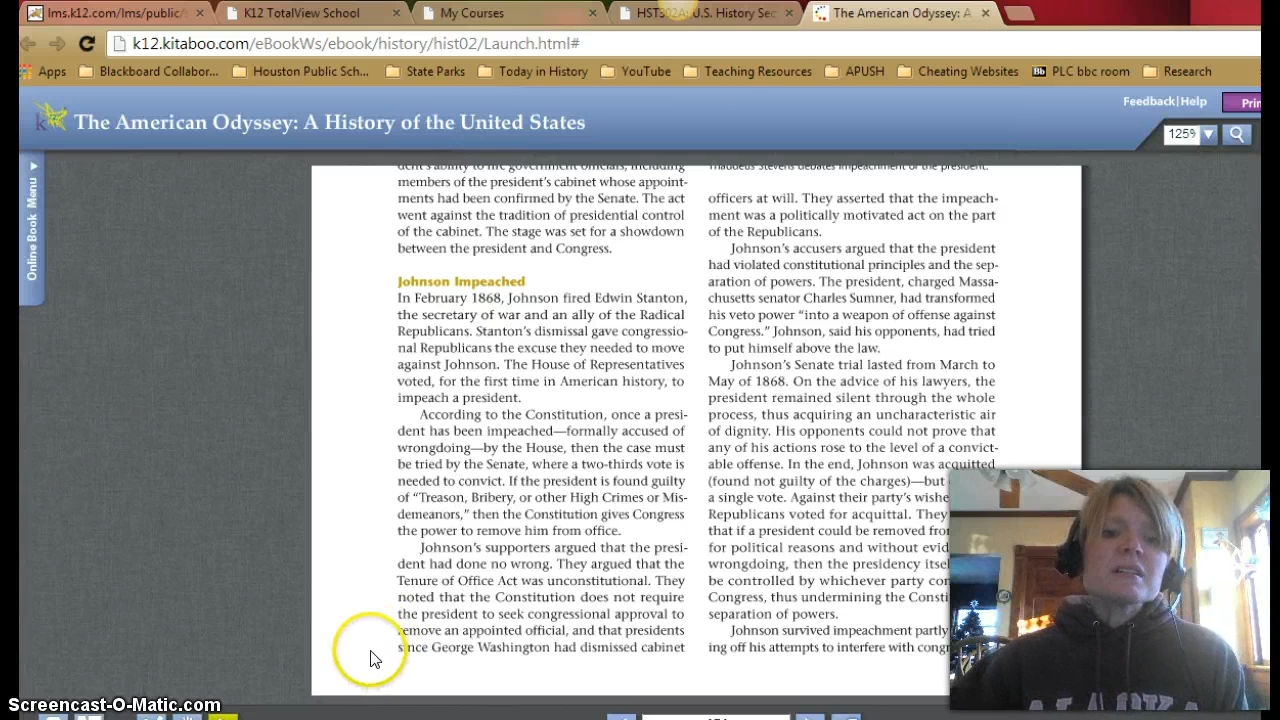 lms.k12.com/lms/public/
K12 TotalView School
My Courses
HST302A: U.S. History Sec
The American Odyssey: A
k12.kitaboo.com/eBookWs/ebook/history/hist02/Launch.html#
Apps
Blackboard Collabor...
Houston Public Sch...
State Parks
Today in History
YouTube
Teaching Resources
APUSH
Cheating Websites
Bb PLC bbc room
Research
Feedback|Help
Prin
The American Odyssey: A History of the United States
125%
Online Book Menu
dent's ability to fire government officials, including
members of the president's cabinet whose appoint-
ments had been confirmed by the Senate. The act
went against the tradition of presidential control
of the cabinet. The stage was set for a showdown
between the president and Congress.
Johnson Impeached
In February 1868, Johnson fired Edwin Stanton,
the secretary of war and an ally of the Radical
Republicans. Stanton's dismissal gave congressio-
nal Republicans the excuse they needed to move
against Johnson. The House of Representatives
voted, for the first time in American history, to
impeach a president.
According to the Constitution, once a presi-
dent has been impeached—formally accused of
wrongdoing—by the House, then the case must
be tried by the Senate, where a two-thirds vote is
needed to convict. If the president is found guilty
of "Treason, Bribery, or other High Crimes or Mis-
demeanors," then the Constitution gives Congress
the power to remove him from office.
Johnson's supporters argued that the presi-
dent had done no wrong. They argued that the
Tenure of Office Act was unconstitutional. They
noted that the Constitution does not require
the president to seek congressional approval to
remove an appointed official, and that presidents
since George Washington had dismissed cabinet
Thaddeus Stevens debates impeachment of the president.
officers at will. They asserted that the impeach-
ment was a politically motivated act on the part
of the Republicans.
Johnson's accusers argued that the president
had violated constitutional principles and the sep-
aration of powers. The president, charged Massa-
chusetts senator Charles Sumner, had transformed
his veto power "into a weapon of offense against
Congress." Johnson, said his opponents, had tried
to put himself above the law.
Johnson's Senate trial lasted from March to
May of 1868. On the advice of his lawyers, the
president remained silent through the whole
process, thus acquiring an uncharacteristic air
of dignity. His opponents could not prove that
any of his actions rose to the level of a convict-
able offense. In the end, Johnson was acquitted
(found not guilty of the charges)—but
a single vote. Against their party's wishe
Republicans voted for acquittal. They
that if a president could be removed from
for political reasons and without evid
wrongdoing, then the presidency itse
be controlled by whichever party con
Congress, thus undermining the Consti
separation of powers.
Johnson survived impeachment partly
ing off his attempts to interfere with congr
ALASKA
Screencast-O-Matic.com